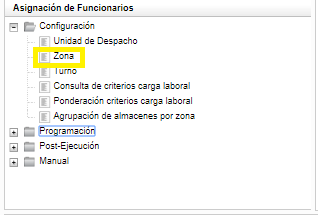 Asignación de Funcionarios
Configuración
Unidad de Despacho
Zona
Turno
Consulta de criterios carga laboral
Ponderación criterios carga laboral
Agrupación de almacenes por zona
Programación
Post-Ejecución
Manual